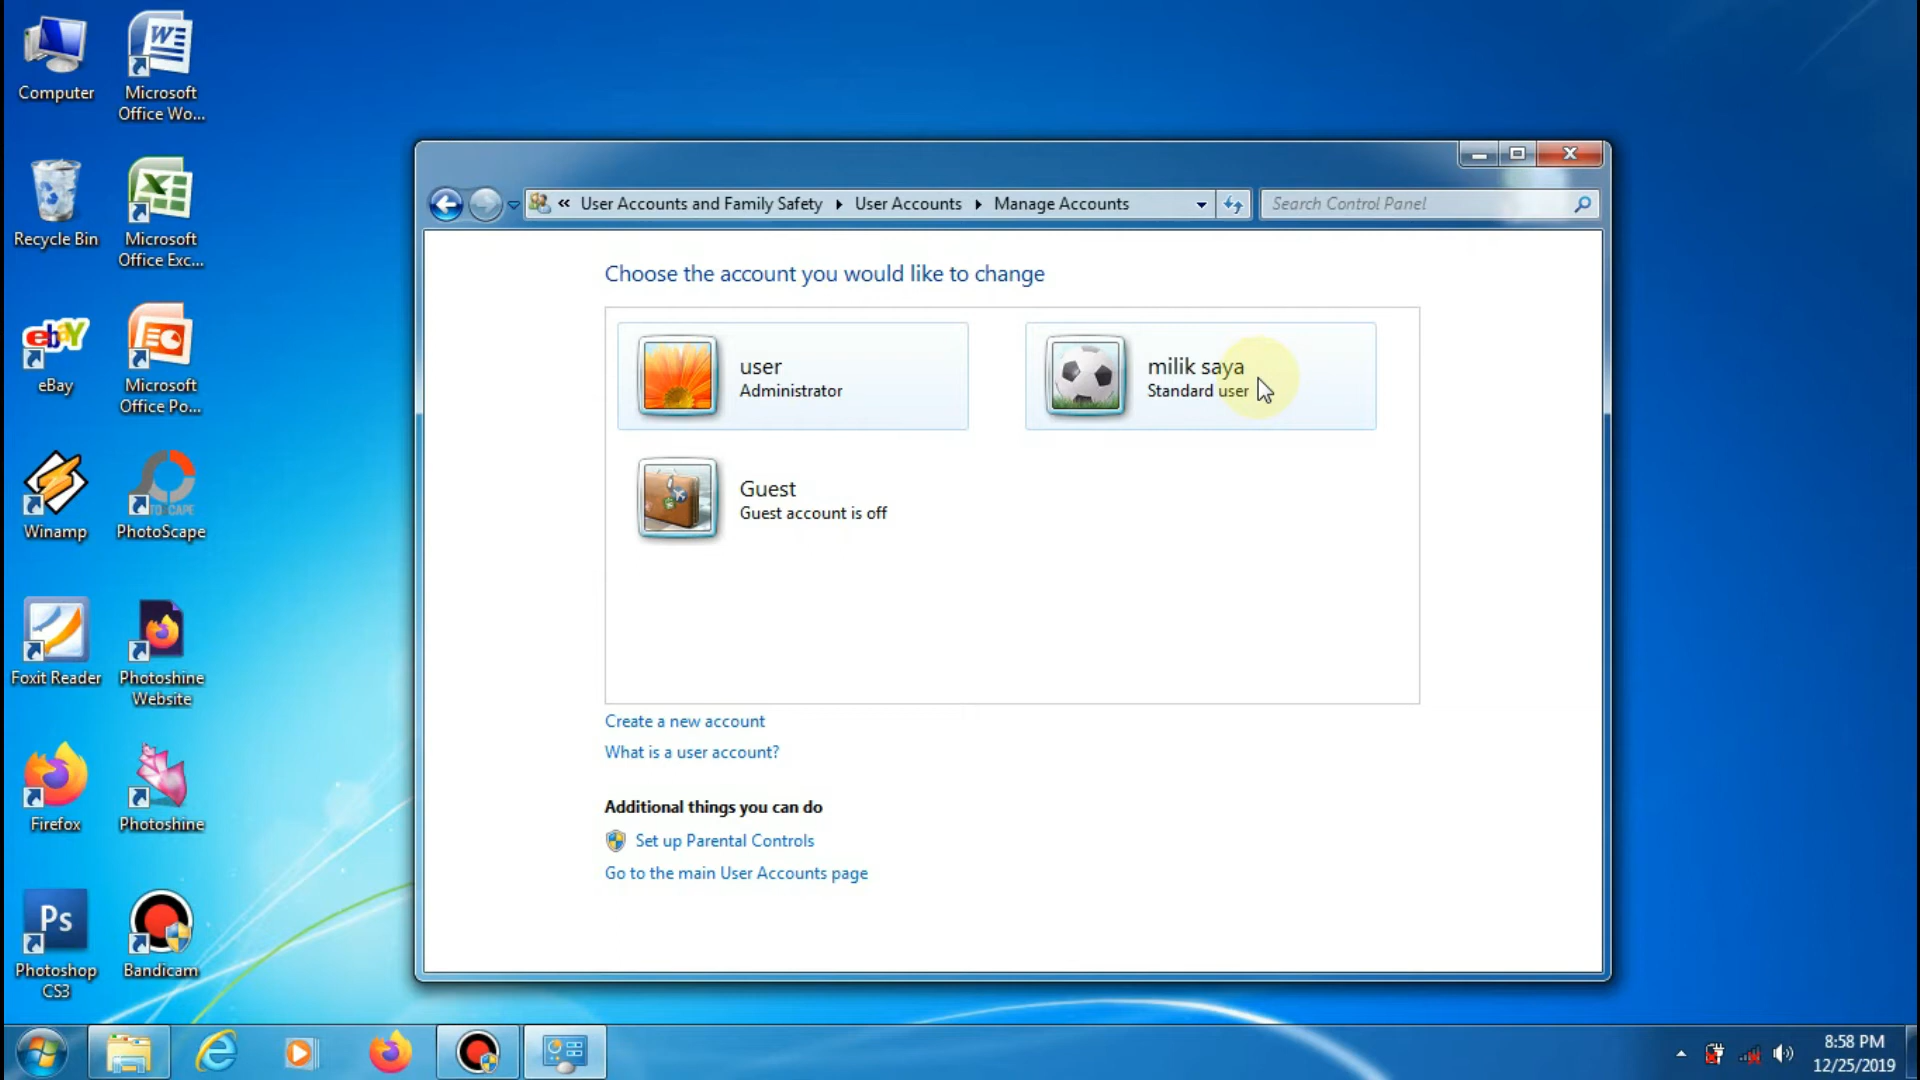 Computer
Microsoft
Office Wo...
Recycle Bin
Microsoft
Office Exc...
ebay
eBay
Microsoft
Office Po...
Winamp
PhotoScape
Foxit Reader
Photoshine
Website
Firefox
Photoshine
Ps
Photoshop
CS3
Bandicam
« User Accounts and Family Safety
User Accounts
Manage Accounts
Search Control Panel
Choose the account you would like to change
user
Administrator
milik saya
Standard user
Guest
Guest account is off
Create a new account
What is a user account?
Additional things you can do
Set up Parental Controls
Go to the main User Accounts page
8:58 PM
12/25/2019